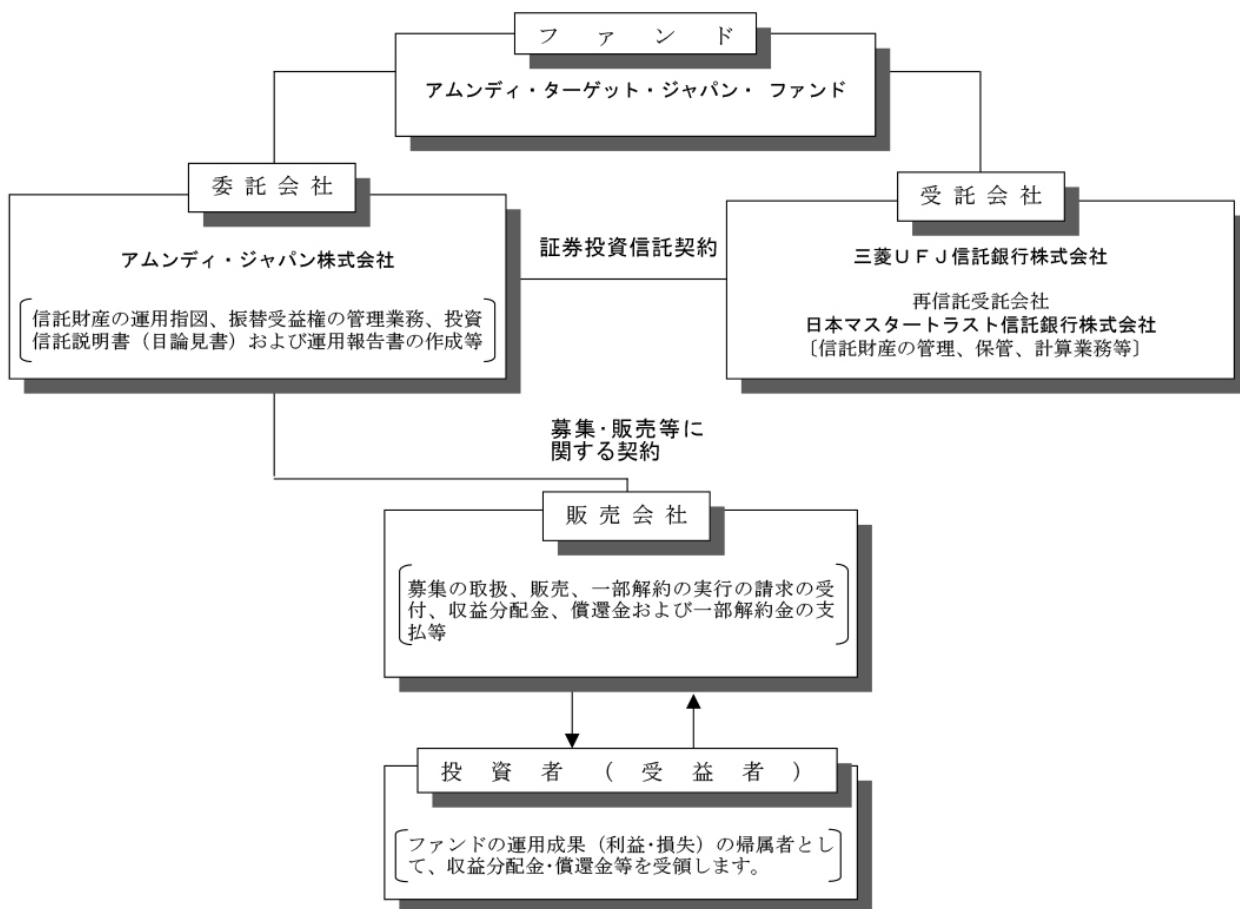 ファンド
アムンディ・ターゲット・ジャパン・ ファンド
委託会社
アムンディ・ジャパン株式会社
信託財産の運用指図、振替受益権の管理業務、投資
信託説明書（目論見書）および運用報告書の作成等
証券投資信託契約
受託会社
三菱ＵＦＪ信託銀行株式会社
再信託受託会社
日本マスタートラスト信託銀行株式会社
〔信託財産の管理、保管、計算業務等〕
募集・販売等に
関する契約
販売会社
募集の取扱、販売、一部解約の実行の請求の受
付、収益分配金、償還金および一部解約金の支
払等
投資者（受益者）
ファンドの運用成果（利益・損失）の帰属者とし
て、収益分配金・償還金等を受領します。